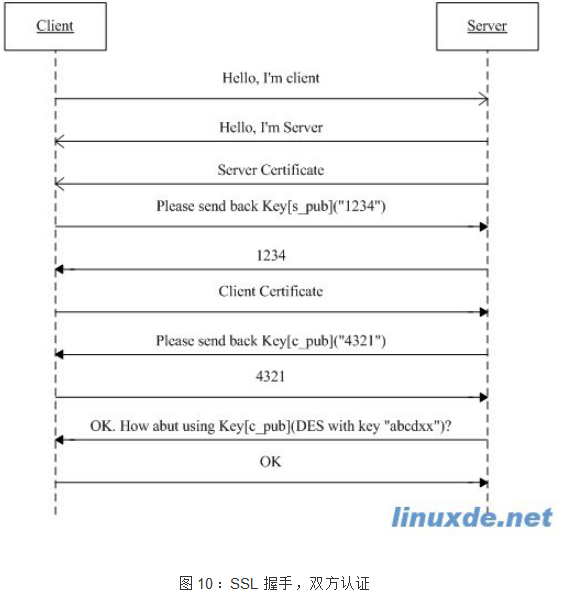 Client
Server
Hello, I'm client
Hello, I'm Server
Server Certificate
Please send back Key[s_pub]("1234")
1234
Client Certificate
Please send back Key[c_pub]("4321")
4321
OK. How abut using Key[c_pub](DES with key "abcdxx")?
OK
linuxde.net
图 10：SSL 握手，双方认证